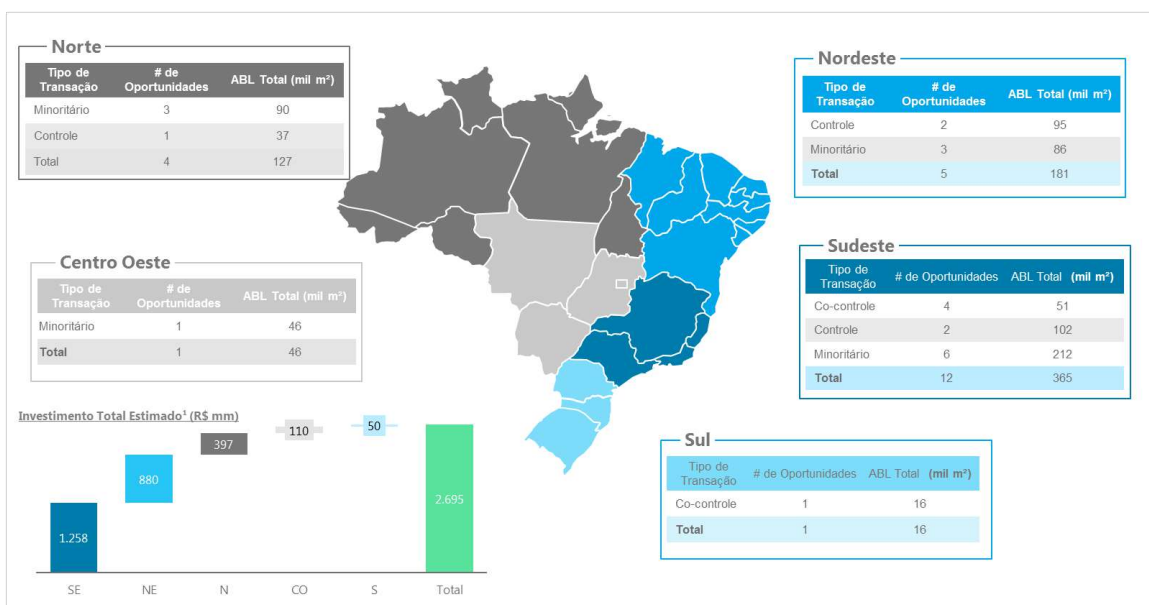 Norte
Tipo de Transação # de Oportunidades ABL Total (mil m²)
Minoritário 3 90
Controle 1 37
Total 4 127
Nordeste
Tipo de Transação # de Oportunidades ABL Total (mil m²)
Controle 2 95
Minoritário 3 86
Total 5 181
Centro Oeste
Tipo de Transação # de Oportunidades ABL Total (mil m²)
Minoritário 1 46
Total 1 46
Sudeste
Tipo de Transação # de Oportunidades ABL Total (mil m²)
Co-controle 4 51
Controle 2 102
Minoritário 6 212
Total 12 365
Investimento Total Estimado¹ (R$ mm)
1.258
880
397
110
50
2.695
SE NE N CO S Total
Sul
Tipo de Transação # de Oportunidades ABL Total (mil m²)
Co-controle 1 16
Total 1 16